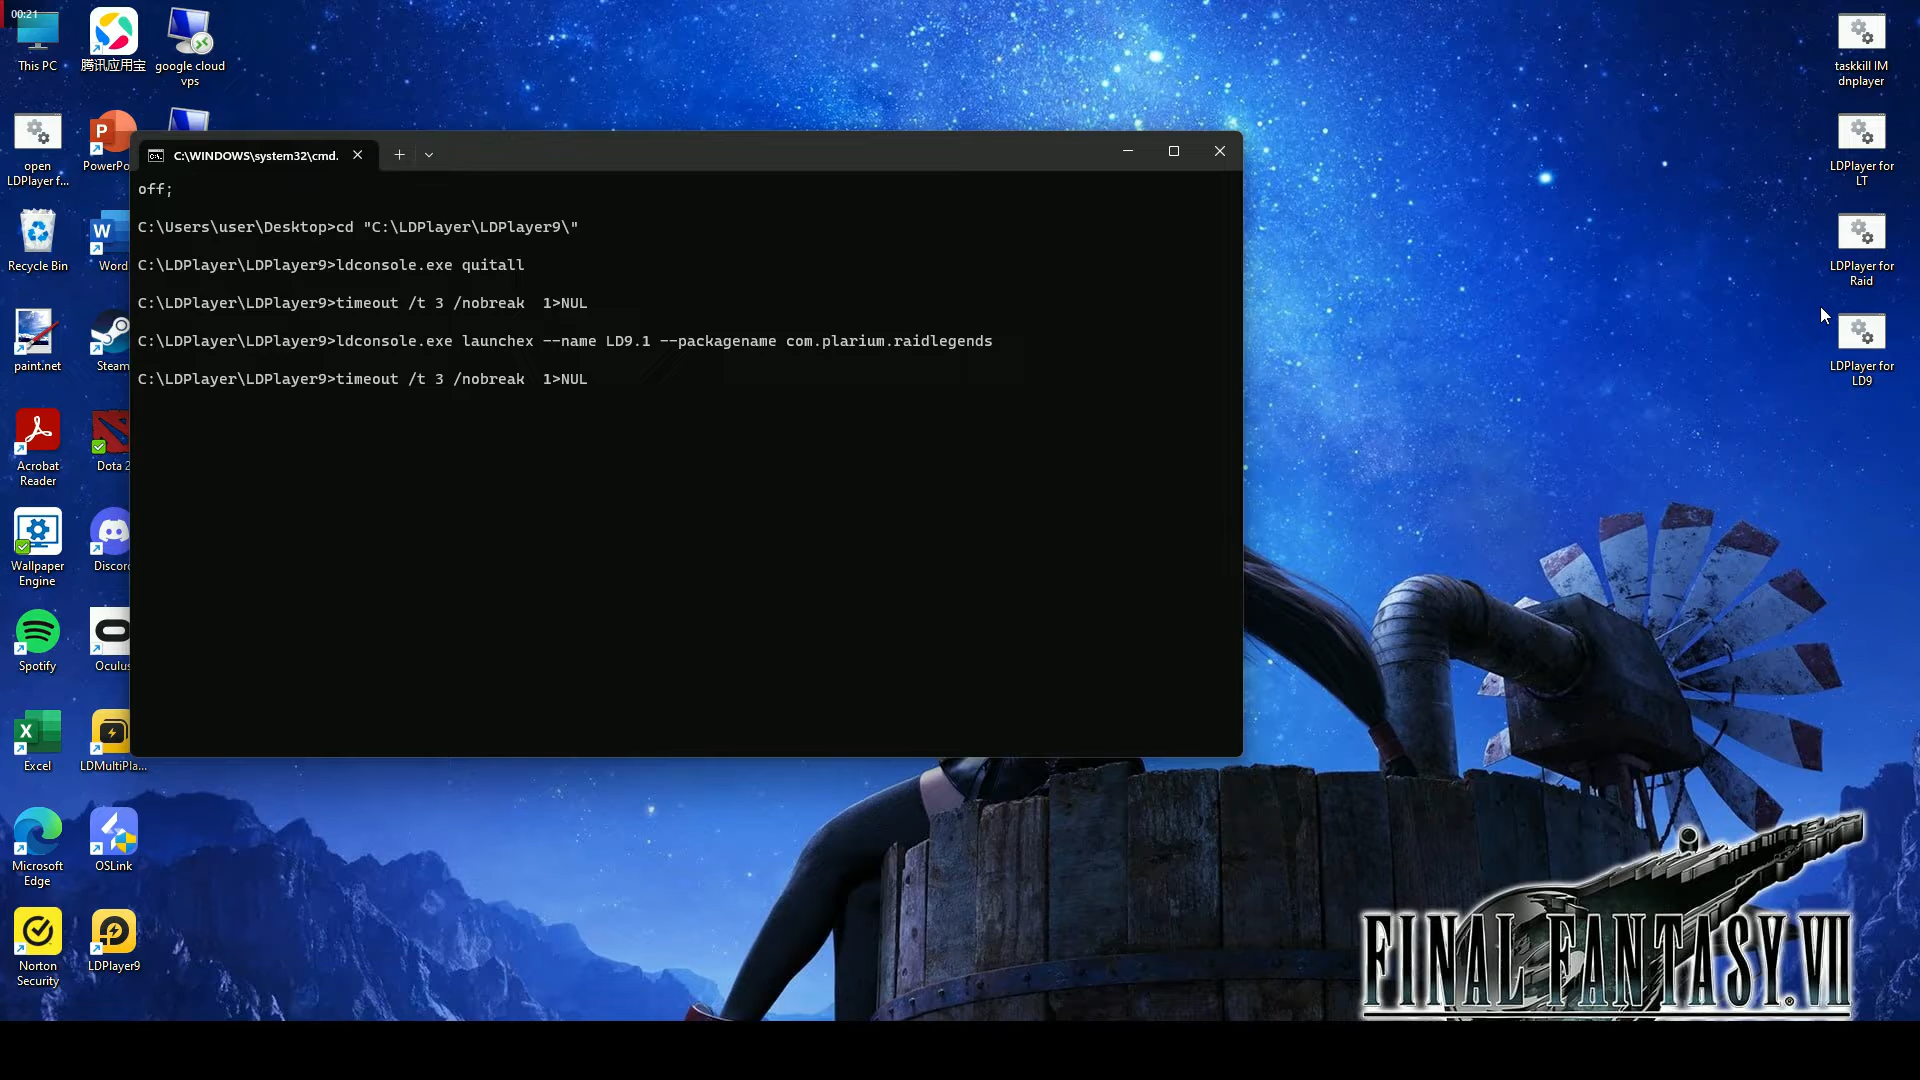 00:21
This PC
腾讯应用宝
google cloud
vps
open
LDPlayer f...
PowerPo
Recycle Bin
Word
paint.net
Steam
Acrobat
Reader
Dota 2
Wallpaper
Engine
Discord
Spotify
Oculus
Excel
LDMultiPla...
Microsoft
Edge
OSLink
Norton
Security
LDPlayer9
C:\WINDOWS\system32\cmd.
off;
C:\Users\user\Desktop>cd "C:\LDPlayer\LDPlayer9\"
C:\LDPlayer\LDPlayer9>ldconsole.exe quitall
C:\LDPlayer\LDPlayer9>timeout /t 3 /nobreak  1>NUL
C:\LDPlayer\LDPlayer9>ldconsole.exe launchex --name LD9.1 --packagename com.plarium.raidlegends
C:\LDPlayer\LDPlayer9>timeout /t 3 /nobreak  1>NUL
taskkill IM
dnplayer
LDPlayer for
LT
LDPlayer for
Raid
LDPlayer for
LD9
FINAL FANTASY. VII